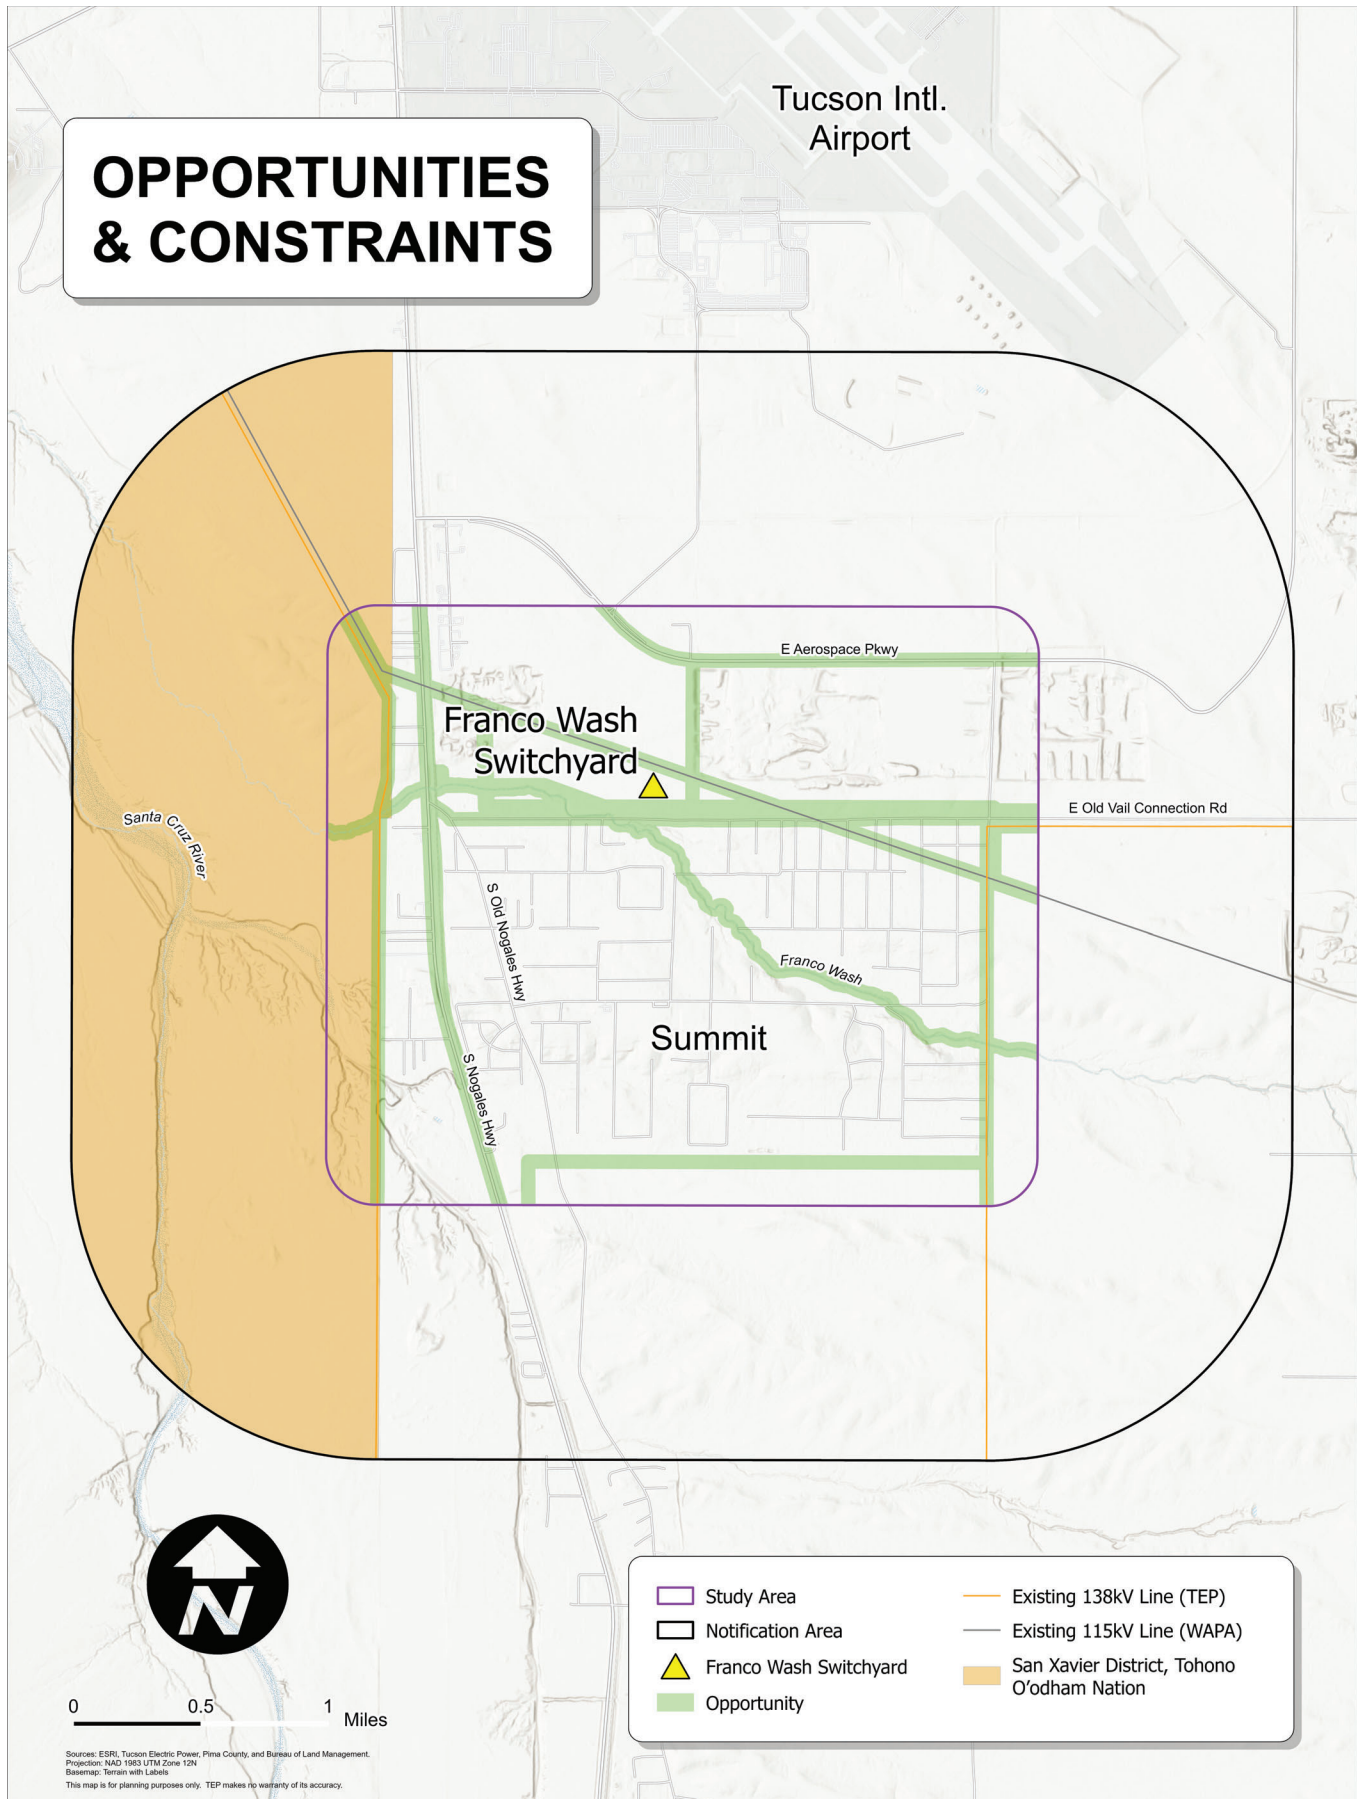 Tucson Intl.
Airport
OPPORTUNITIES
& CONSTRAINTS
E Aerospace Pkwy
Franco Wash
Switchyard
E Old Vail Connection Rd
Santa Cruz River
S Old Nogales Hwy
Franco Wash
Summit
S Nogales Hwy
N
Study Area
Notification Area
Franco Wash Switchyard
Opportunity
Existing 138kV Line (TEP)
Existing 115kV Line (WAPA)
San Xavier District, Tohono
O'odham Nation
0 0.5 1
Miles
Sources: ESRI, Tucson Electric Power, Pima County, and Bureau of Land Management.
Projection: NAD 1983 UTM Zone 12N
Basemap: Terrain with Labels
This map is for planning purposes only. TEP makes no warranty of its accuracy.